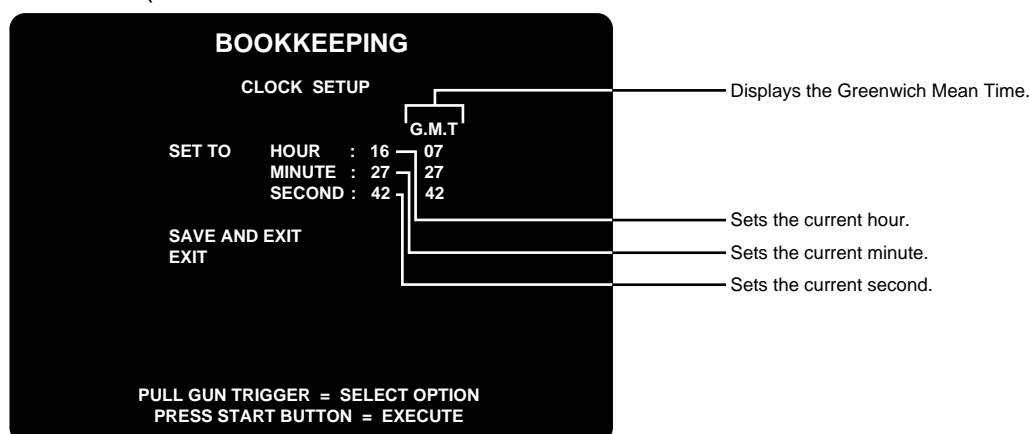 (
BOOKKEEPING
CLOCK SETUP
Displays the Greenwich Mean Time.
G.M.T
SET TO HOUR : 16 07
MINUTE : 27 27
SECOND : 42 42
Sets the current hour.
SAVE AND EXIT
Sets the current minute.
EXIT
Sets the current second.
PULL GUN TRIGGER = SELECT OPTION
PRESS START BUTTON = EXECUTE